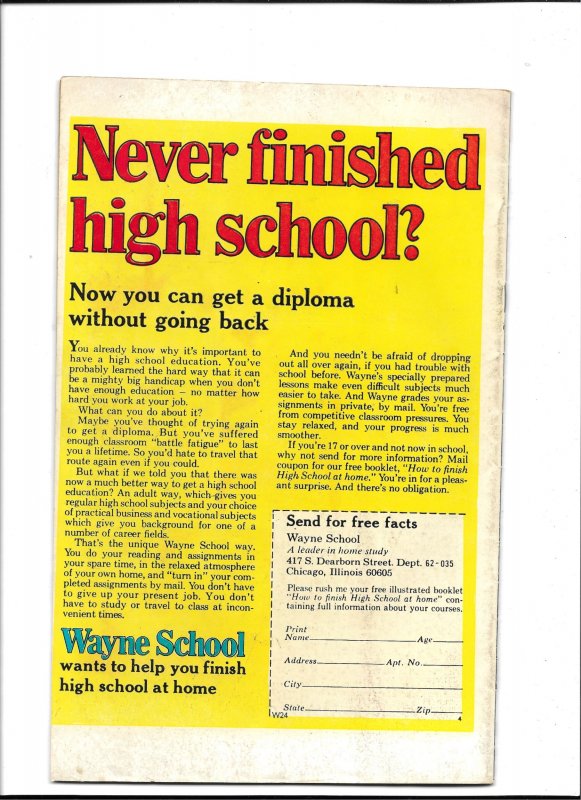 Never finished
high school?
Now you can get a diploma
without going back
You already know why it's important to
have a high school education. You've
probably learned the hard way that it can
be a mighty big handicap when you don't
have enough education — no matter how
hard you work at your job.
What can you do about it?
Maybe you've thought of trying again
to get a diploma. But you've suffered
enough classroom "battle fatigue" to last
you a lifetime. So you'd hate to travel that
route again even if you could.
But what if we told you that there was
now a much better way to get a high school
education? An adult way, which gives you
regular high school subjects and your choice
of practical business and vocational subjects
which give you background for one of a
number of career fields.
That's the unique Wayne School way.
You do your reading and assignments in
your spare time, in the relaxed atmosphere
of your own home, and "turn in" your com-
pleted assignments by mail. You don't have
to give up your present job. You don't
have to study or travel to class at incon-
venient times.
Wayne School
wants to help you finish
high school at home
And you needn't be afraid of dropping
out all over again, if you had trouble with
school before. Wayne's specially prepared
lessons make even difficult subjects much
easier to take. And Wayne grades your as-
signments in private, by mail. You're free
from competitive classroom pressures. You
stay relaxed, and your progress is much
smoother.
If you're 17 or over and not now in school,
why not send for more information? Mail
coupon for our free booklet, "How to finish
High School at home." You're in for a pleas-
ant surprise. And there's no obligation.
Send for free facts
Wayne School
A leader in home study
417 S. Dearborn Street. Dept. 62-035
Chicago, Illinois 60605
Please rush me your free illustrated booklet
"How to finish High School at home" con-
taining full information about your courses.
Print
Name Age
Address Apt. No.
City
State Zip
W24 4